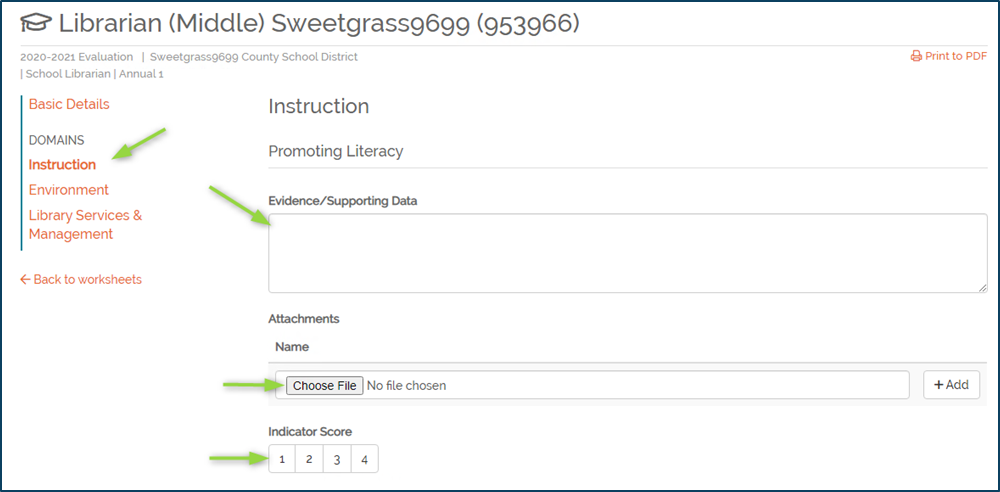 Librarian (Middle) Sweetgrass9699 (953966)
2020-2021 Evaluation | Sweetgrass9699 County School District
| School Librarian | Annual 1
Print to PDF
Basic Details
DOMAINS
Instruction
Environment
Library Services &
Management
Back to worksheets
Instruction
Promoting Literacy
Evidence/Supporting Data
Attachments
Name
Choose File No file chosen
+ Add
Indicator Score
1 2 3 4